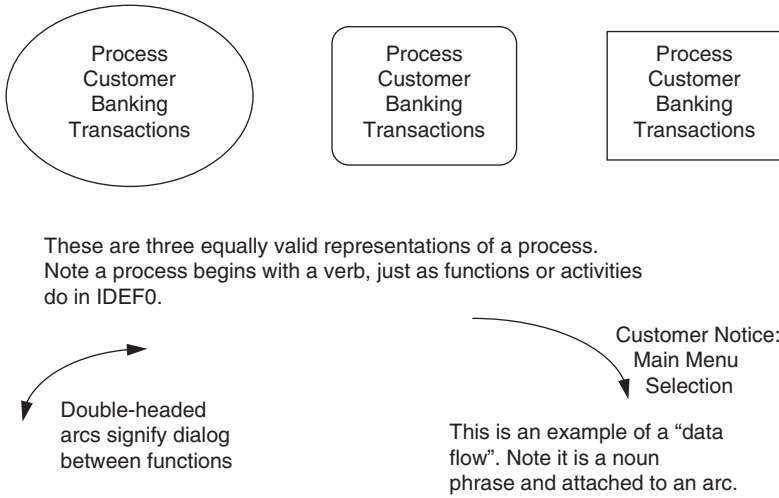 Process
Customer
Banking
Transactions
Process
Customer
Banking
Transactions
Process
Customer
Banking
Transactions
These are three equally valid representations of a process.
Note a process begins with a verb, just as functions or activities
do in IDEF0.
Customer Notice:
Main Menu
Selection
Double-headed
arcs signify dialog
between functions
This is an example of a “data
flow”. Note it is a noun
phrase and attached to an arc.